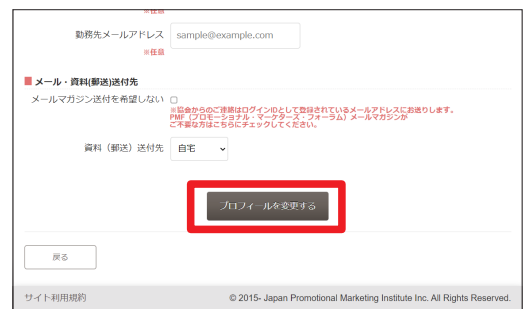 ※任意
勤務先メールアドレス sample@example.com
※任意
メール・資料(郵送)送付先
メールマガジン送付を希望しない
※協会からのご連絡はログインIDとして登録されているメールアドレスにお送りします。
PMF（プロモーショナル・マーケターズ・フォーラム）メールマガジンが
ご不要な方はこちらにチェックしてください。
資料（郵送）送付先 自宅
プロフィールを変更する
戻る
サイト利用規約 © 2015- Japan Promotional Marketing Institute Inc. All Rights Reserved.